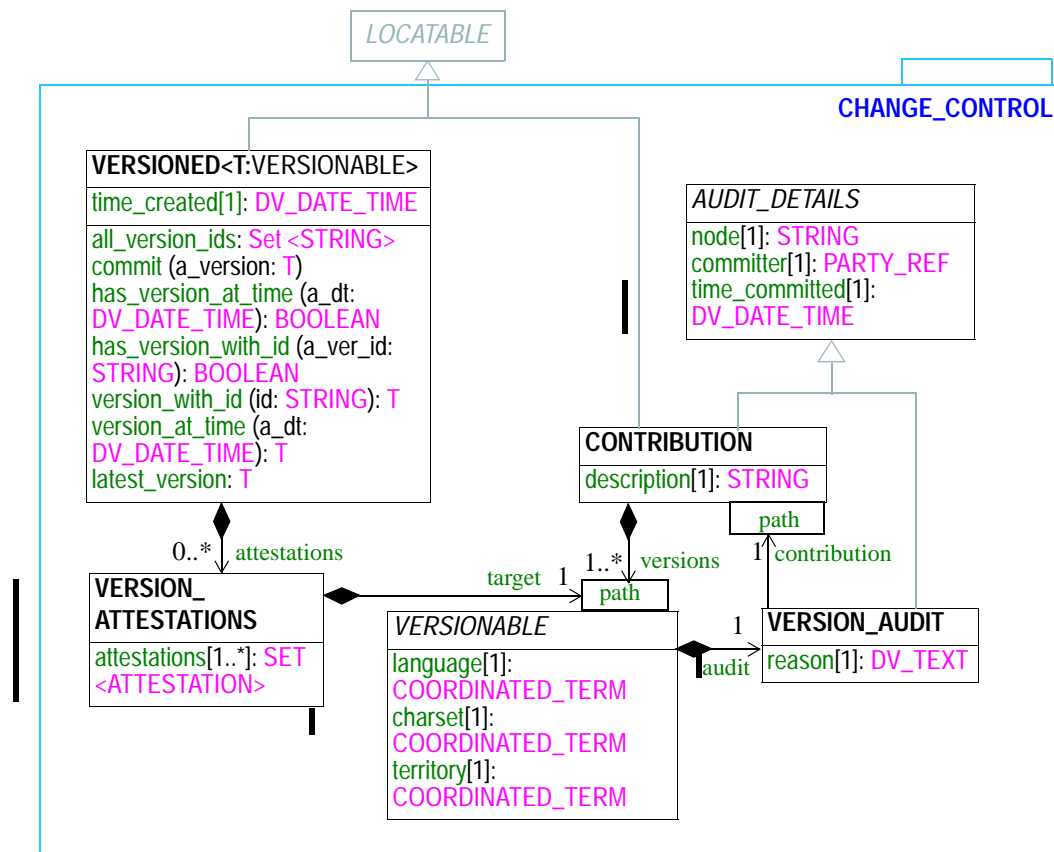 LOCATABLE
CHANGE_CONTROL
VERSIONED<T:VERSIONABLE>
time_created[1]: DV_DATE_TIME
all_version_ids: Set <STRING>
commit (a_version: T)
has_version_at_time (a_dt:
DV_DATE_TIME): BOOLEAN
has_version_with_id (a_ver_id:
STRING): BOOLEAN
version_with_id (id: STRING): T
version_at_time (a_dt:
DV_DATE_TIME): T
latest_version: T
AUDIT_DETAILS
node[1]: STRING
committer[1]: PARTY_REF
time_committed[1]:
DV_DATE_TIME
CONTRIBUTION
description[1]: STRING
path
0..* attestations
1..* versions
1 contribution
VERSION_
ATTESTATIONS
attestations[1..*]: SET
<ATTESTATION>
target 1
path
VERSIONABLE
language[1]:
COORDINATED_TERM
charset[1]:
COORDINATED_TERM
territory[1]:
COORDINATED_TERM
1
audit
VERSION_AUDIT
reason[1]: DV_TEXT